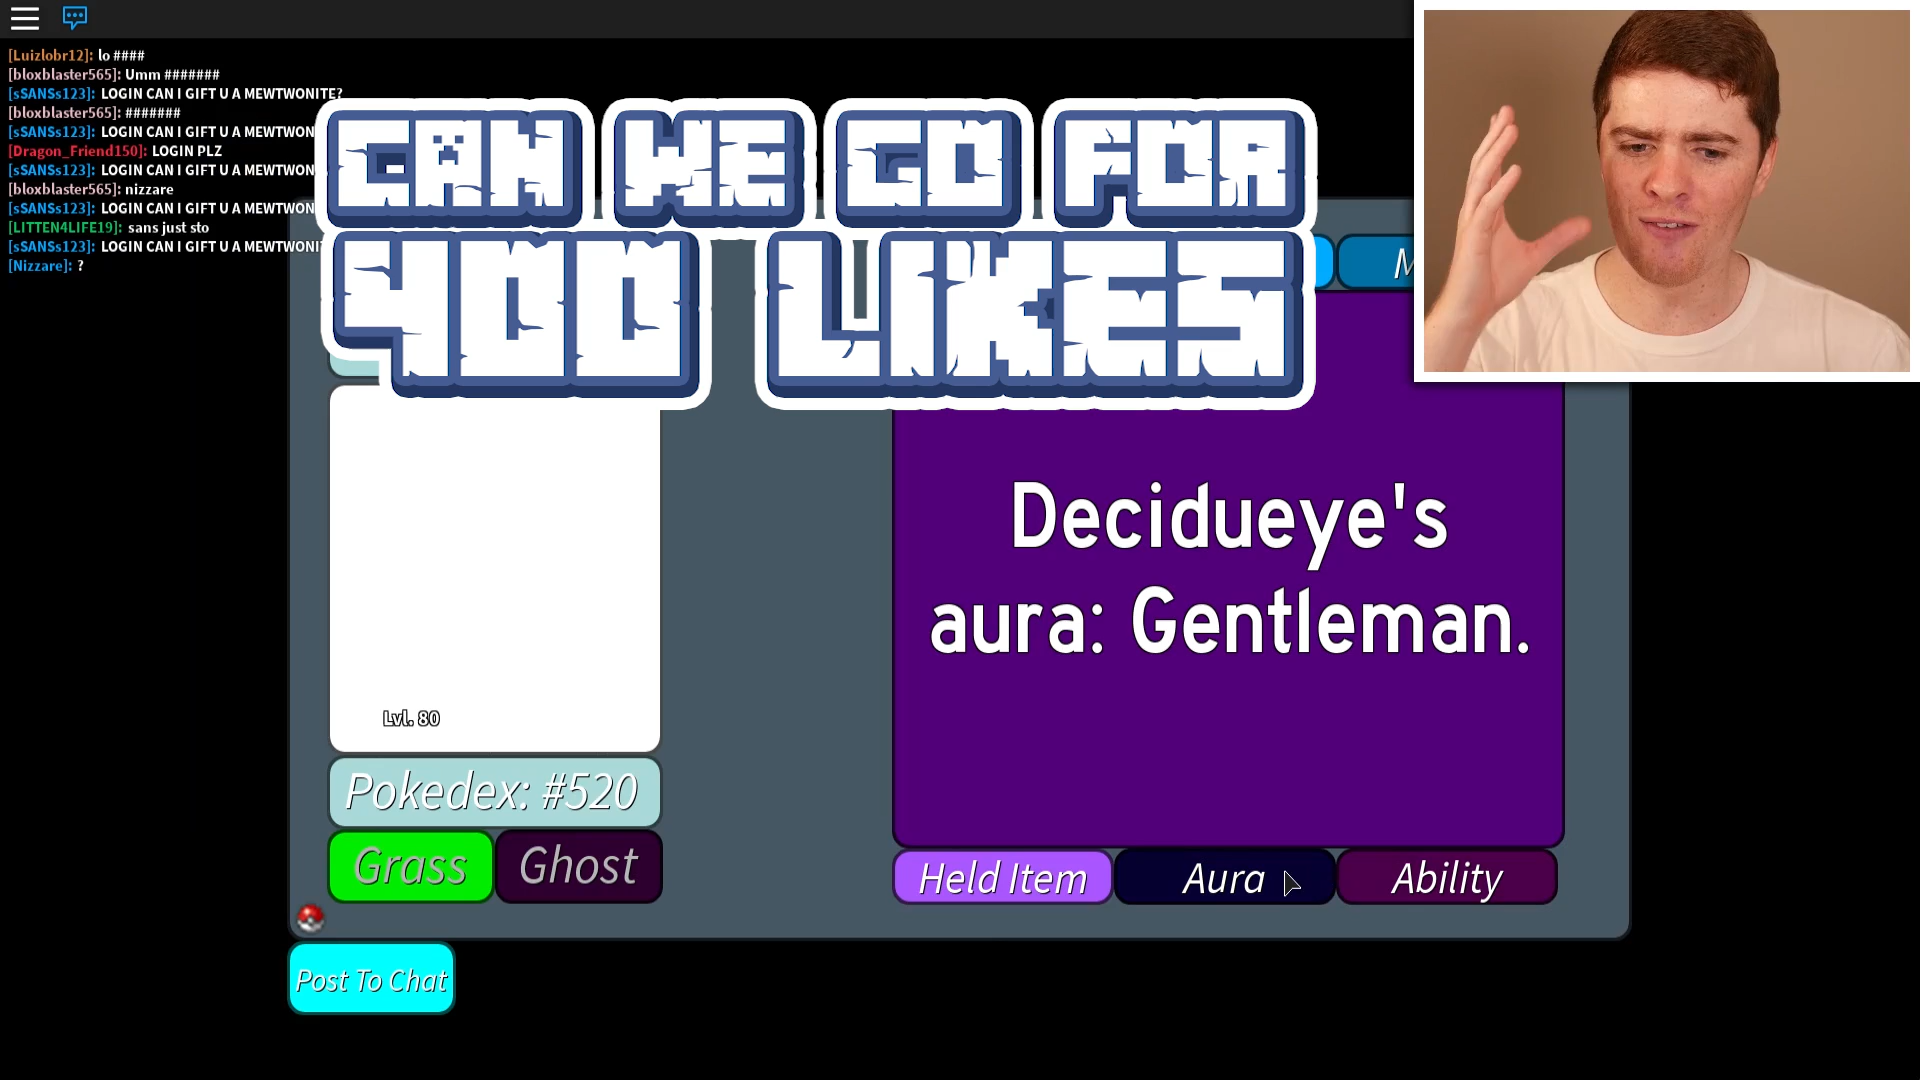 [Luizlobr12]: lo ####
[bloxblaster565]: Umm #######
[sSANSs123]: LOGIN CAN I GIFT U A MEWTWONITE?
[bloxblaster565]: #######
[sSANSs123]: LOGIN CAN I GIFT U A MEWTWON
[Dragon_Friend150]: LOGIN PLZ
[sSANSs123]: LOGIN CAN I GIFT U A MEWTWON
[bloxblaster565]: nizzare
[sSANSs123]: LOGIN CAN I GIFT U A MEWTWON
[LITTEN4LIFE19]: sans just sto
[sSANSs123]: LOGIN CAN I GIFT U A MEWTWONI
[Nizzare]: ?
CAN WE GO FOR
400 LIKES
M
Decidueye's
aura: Gentleman.
Lvl. 80
Pokedex: #520
Grass Ghost
Held Item Aura Ability
Post To Chat